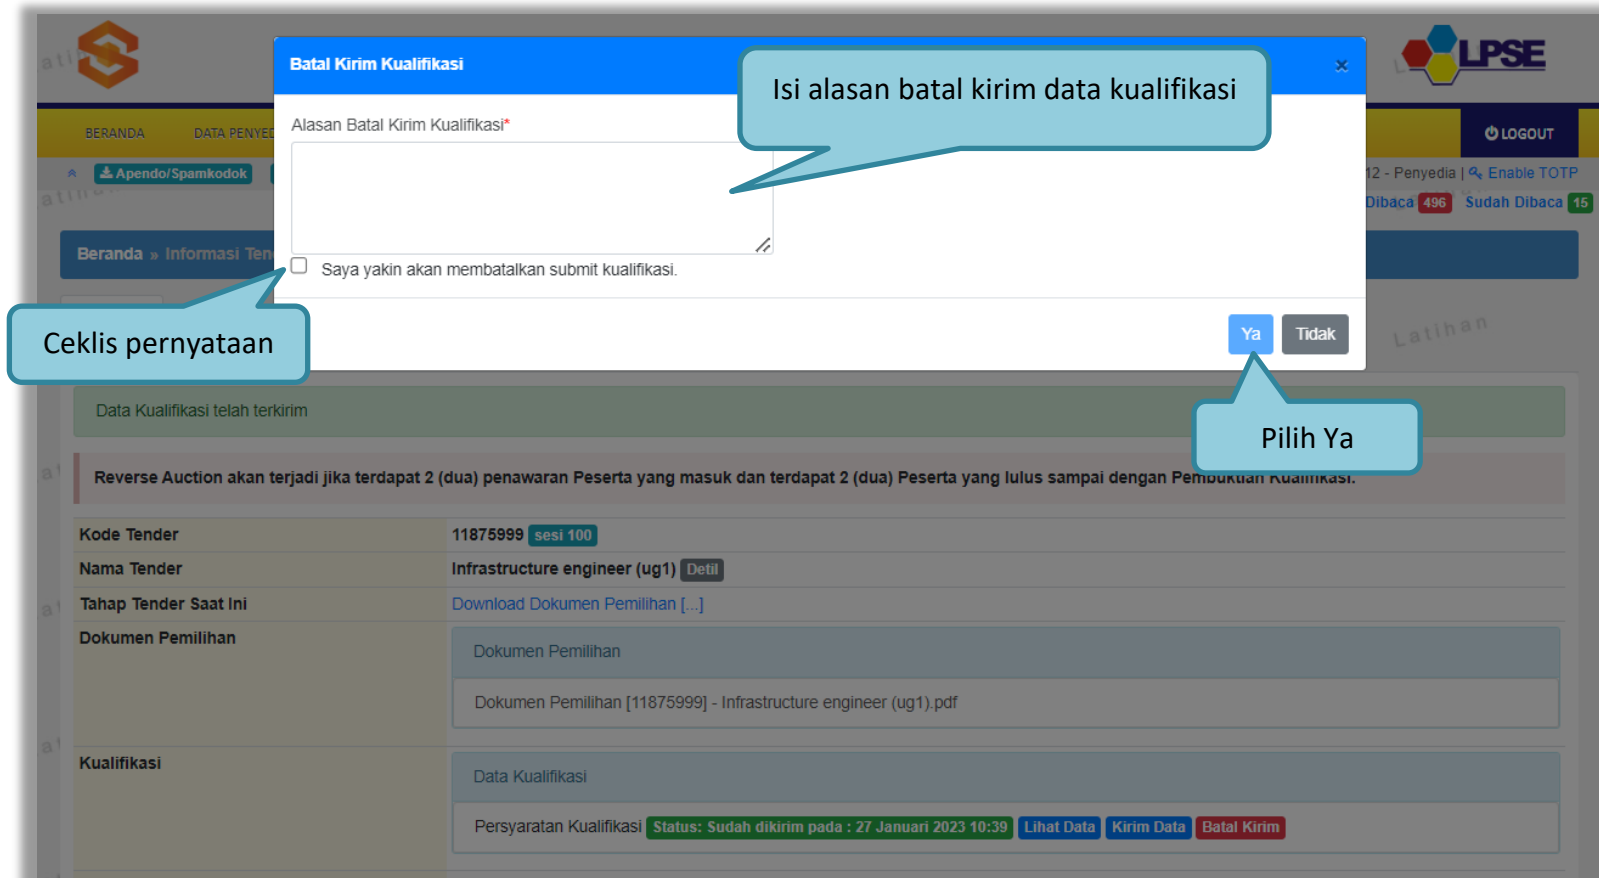 LPSE
Batal Kirim Kualifikasi ×
Isi alasan batal kirim data kualifikasi
BERANDA DATA PENYED
LOGOUT
Alasan Batal Kirim Kualifikasi*
Apendo/Spamkodok
12 - Penyedia | Enable TOTP
Dibaca 496 Sudah Dibaca 15
Beranda » Informasi Ten
Saya yakin akan membatalkan submit kualifikasi.
Ceklis pernyataan
Ya Tidak
Latihan
Pilih Ya
Data Kualifikasi telah terkirim
Reverse Auction akan terjadi jika terdapat 2 (dua) penawaran Peserta yang masuk dan terdapat 2 (dua) Peserta yang lulus sampai dengan Pembuktian Kualifikasi.
Kode Tender 11875999 sesi 100
Nama Tender Infrastructure engineer (ug1) Detil
Tahap Tender Saat Ini Download Dokumen Pemilihan [...]
Dokumen Pemilihan Dokumen Pemilihan
Dokumen Pemilihan [11875999] - Infrastructure engineer (ug1).pdf
Kualifikasi Data Kualifikasi
Persyaratan Kualifikasi Status: Sudah dikirim pada : 27 Januari 2023 10:39 Lihat Data Kirim Data Batal Kirim